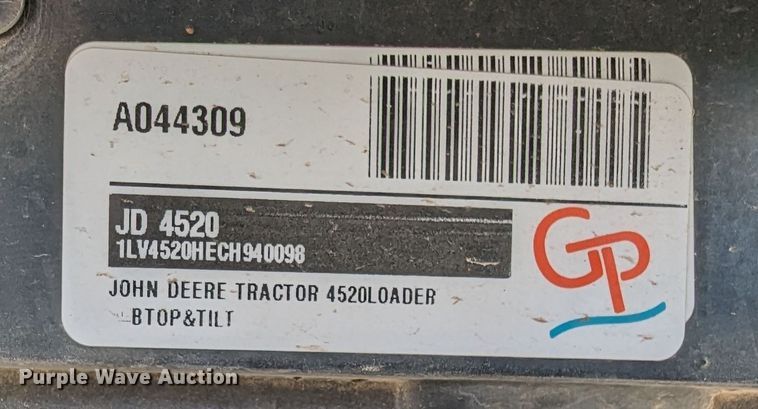 A044309
JD 4520
1LV4520HECH940098
GP
JOHN DEERE TRACTOR 4520LOADER
BTOP&TILT
Purple Wave Auction